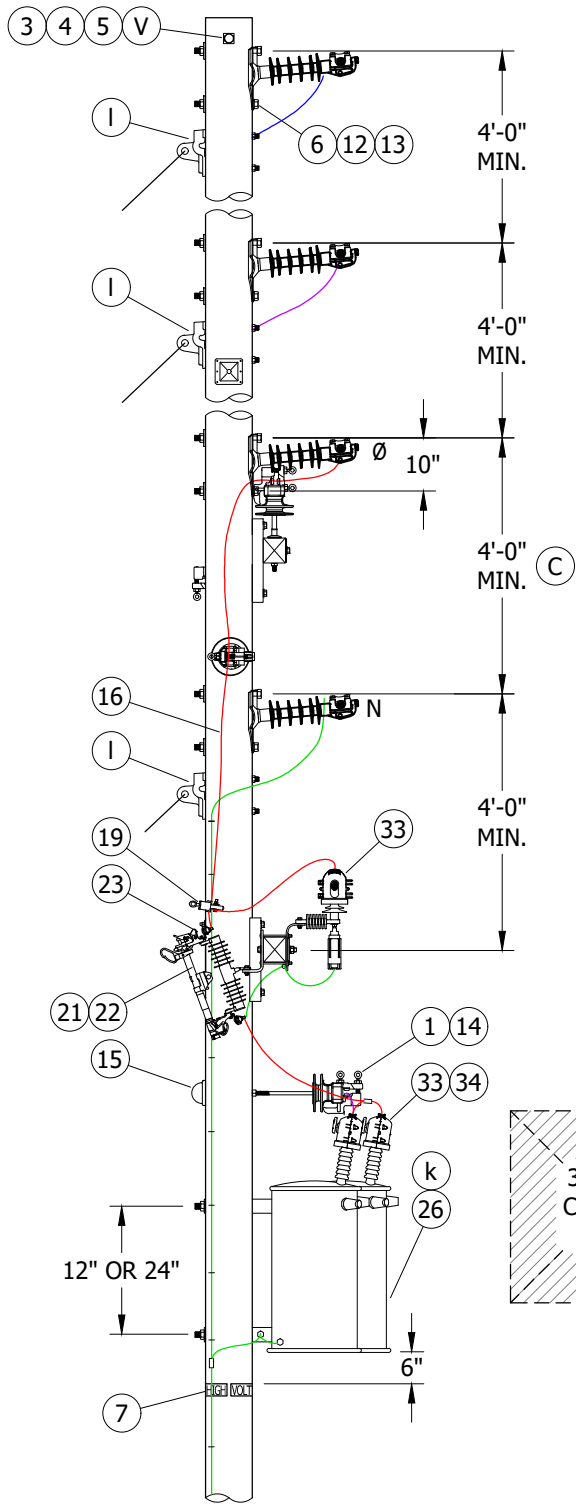 3 4 5 V
I
6 12 13
4'-0"
MIN.
I
4'-0"
MIN.
Ø
10"
4'-0"
MIN.
C
16
N
I
4'-0"
MIN.
19
33
23
21 22
1 14
15
33 34
k
26
3
C
12" OR 24"
6"
7
HIGH VOLT